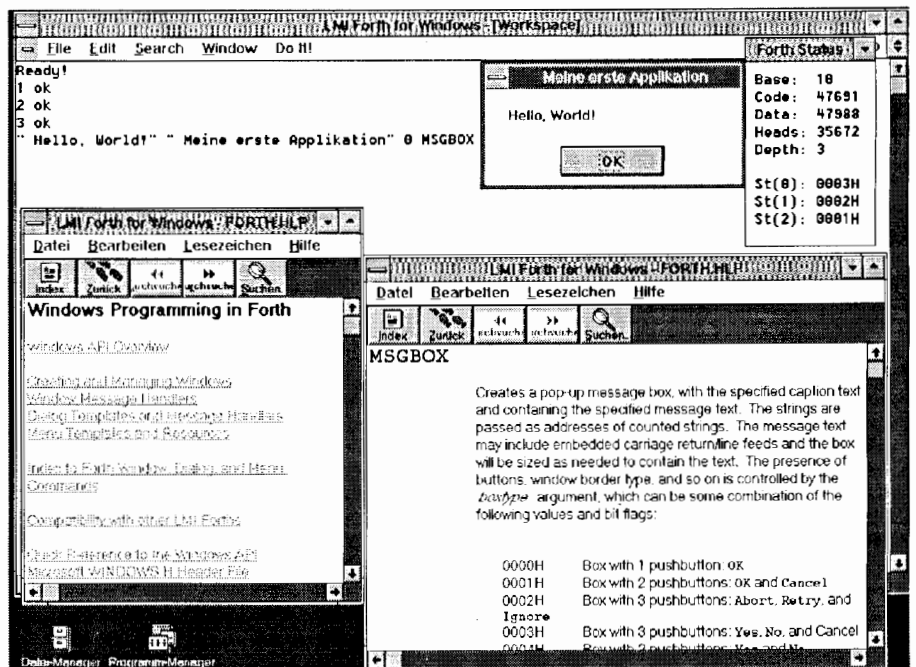 LMI Forth for Windows - [Workspace]
File Edit Search Window Do It!
Ready!
1 ok
2 ok
3 ok
" Hello, World!" " Meine erste Applikation" 0 MSGBOX
Meine erste Applikation
Hello, World!
OK
Forth Status
Base: 10
Code: 47691
Data: 47988
Heads: 35672
Depth: 3
St(0): 0003H
St(1): 0002H
St(2): 0001H
LMI Forth for Windows - FORTH.HLP
Datei Bearbeiten Lesezeichen Hilfe
Index Zurück Suchen
Windows Programming in Forth
Windows API Overview
Creating and Managing Windows
Window Message Handlers
Dialog Templates and Message Handlers
Menu Templates and Resources
Index to Forth Window, Dialog, and Menu
Commands
Compatibility with other LMI Forths
Quick Reference to the Windows API
Microsoft WINDOWS.H Header File
LMI Forth for Windows - FORTH.HLP
Datei Bearbeiten Lesezeichen Hilfe
Index Zurück Suchen
MSGBOX
Creates a pop-up message box, with the specified caption text
and containing the specified message text. The strings are
passed as addresses of counted strings. The message text
may include embedded carriage return/line feeds and the box
will be sized as needed to contain the text. The presence of
buttons, window border type, and so on is controlled by the
boxtype argument, which can be some combination of the
following values and bit flags:
0000H Box with 1 pushbutton: OK
0001H Box with 2 pushbuttons: OK and Cancel
0002H Box with 3 pushbuttons: Abort, Retry, and
Ignore
0003H Box with 3 pushbuttons: Yes, No, and Cancel
0004H Box with 2 pushbuttons: Yes and No
Datei-Manager Programm-Manager